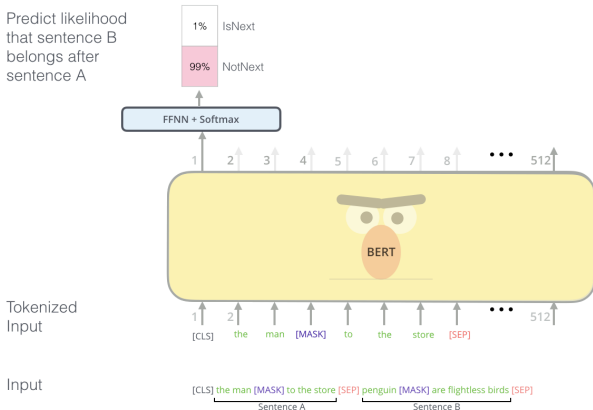 Predict likelihood
that sentence B
belongs after
sentence A
1% IsNext
99% NotNext
FFNN + Softmax
1 2 3 4 5 6 7 8 ••• 512
BERT
Tokenized
Input
1 2 ••• 512
[CLS] the man [MASK] to the store [SEP]
Input
[CLS] the man [MASK] to the store [SEP] penguin [MASK] are flightless birds [SEP]
Sentence A Sentence B